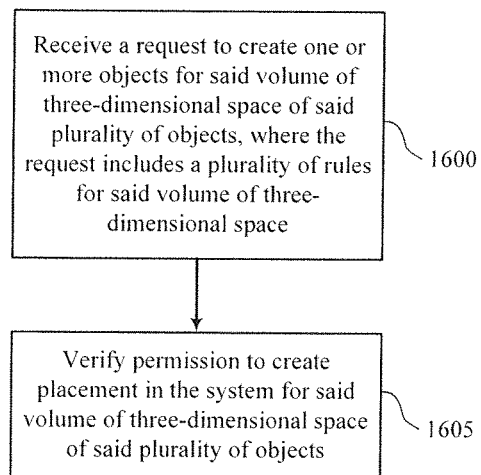 Receive a request to create one or
more objects for said volume of
three-dimensional space of said
plurality of objects, where the
request includes a plurality of rules
for said volume of three-
dimensional space
1600
Verify permission to create
placement in the system for said
volume of three-dimensional space
of said plurality of objects
1605